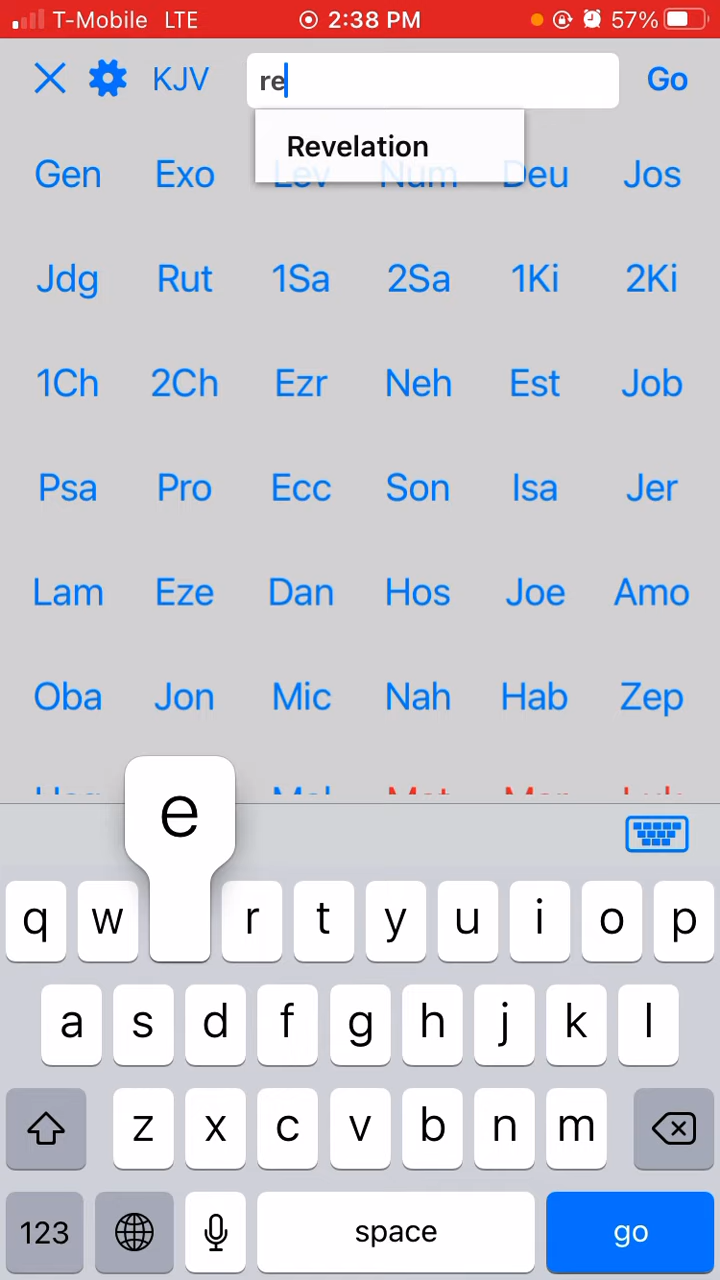 T-Mobile LTE 2:38 PM 57%
KJV re Go
Revelation
Gen Exo Lev Num Deu Jos
Jdg Rut 1Sa 2Sa 1Ki 2Ki
1Ch 2Ch Ezr Neh Est Job
Psa Pro Ecc Son Isa Jer
Lam Eze Dan Hos Joe Amo
Oba Jon Mic Nah Hab Zep
e
q w r t y u i o p
a s d f g h j k l
z x c v b n m
123 space go